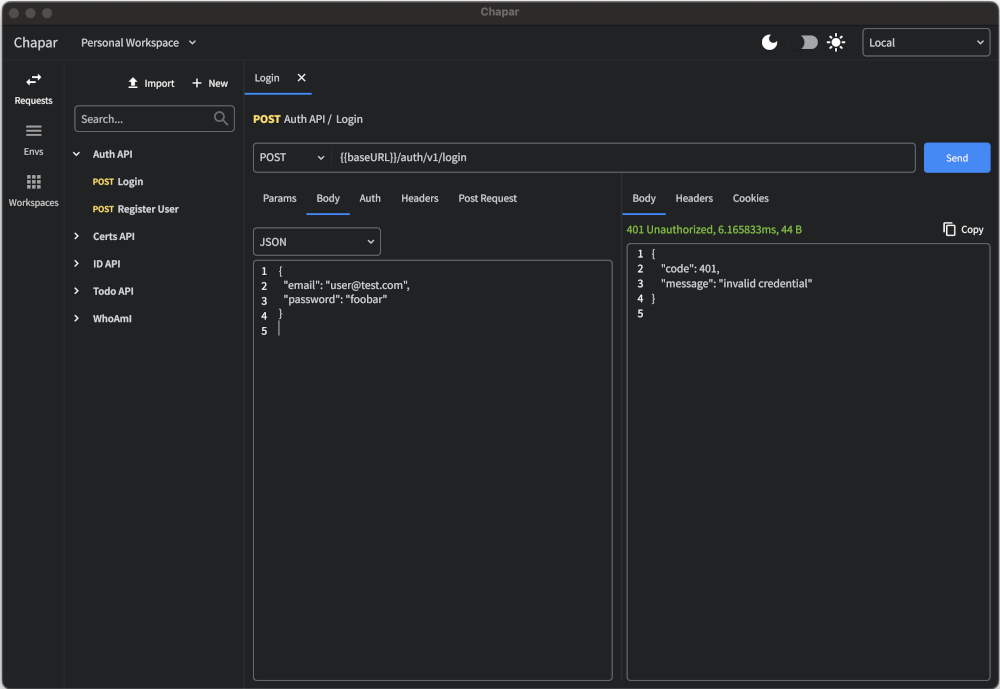 Chapar
Chapar
Personal Workspace
Local
Requests
Envs
Workspaces
Import
New
Search...
Auth API
POST Login
POST Register User
Certs API
ID API
Todo API
WhoAmI
Login
POST Auth API / Login
POST
{{baseURL}}/auth/v1/login
Send
Params
Body
Auth
Headers
Post Request
JSON
1 {
2 "email": "user@test.com",
3 "password": "foobar"
4 }
5
Body
Headers
Cookies
401 Unauthorized, 6.165833ms, 44 B
Copy
1 {
2 "code": 401,
3 "message": "invalid credential"
4 }
5